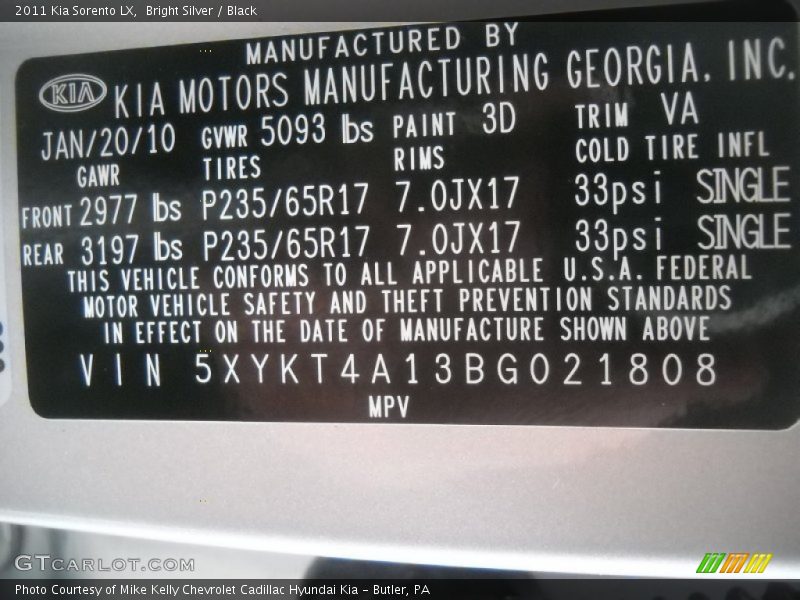 2011 Kia Sorento LX,  Bright Silver / Black
MANUFACTURED BY
KIA KIA MOTORS MANUFACTURING GEORGIA, INC.
JAN/20/10 GVWR 5093 lbs PAINT 3D TRIM VA
GAWR TIRES RIMS COLD TIRE INFL
FRONT 2977 lbs P235/65R17 7.0JX17 33psi SINGLE
REAR 3197 lbs P235/65R17 7.0JX17 33psi SINGLE
THIS VEHICLE CONFORMS TO ALL APPLICABLE U.S.A. FEDERAL
MOTOR VEHICLE SAFETY AND THEFT PREVENTION STANDARDS
IN EFFECT ON THE DATE OF MANUFACTURE SHOWN ABOVE
VIN 5XYKT4A13BG021808
MPV
GTCARLOT.COM
Photo Courtesy of Mike Kelly Chevrolet Cadillac Hyundai Kia – Butler, PA